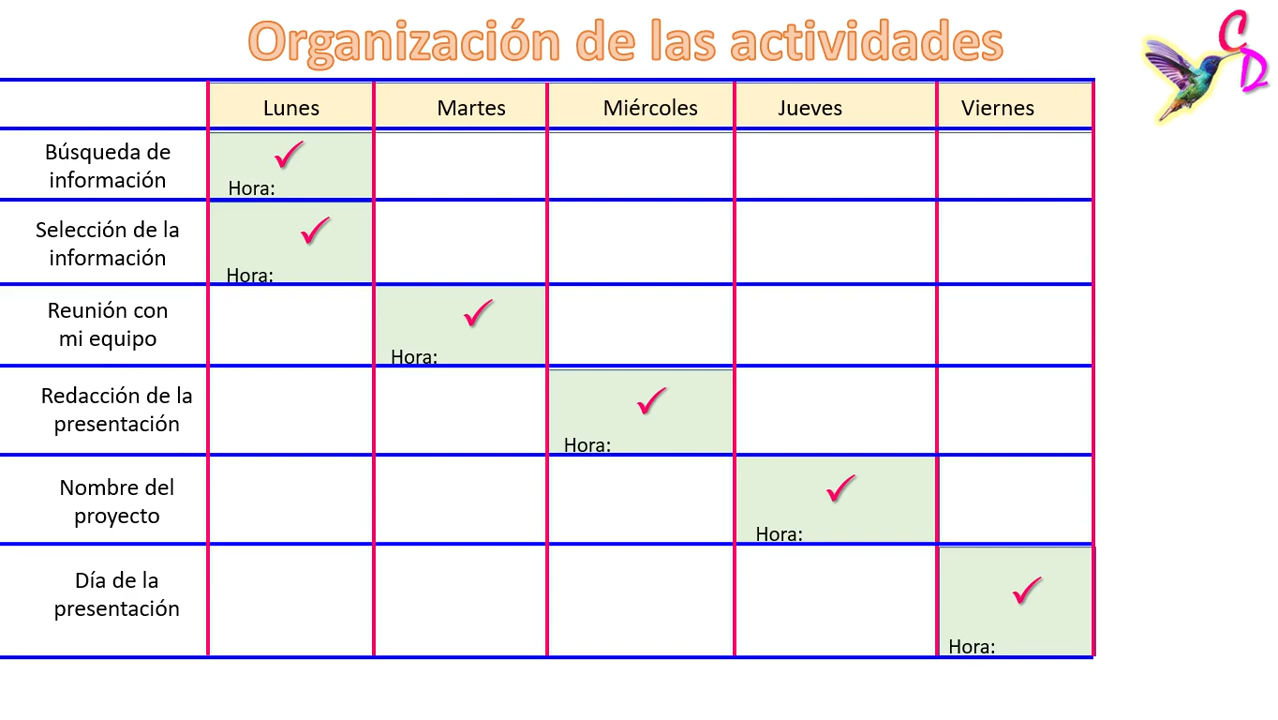 Organización de las actividades
C
D
Lunes Martes Miércoles Jueves Viernes
Búsqueda de
información
Hora:
Selección de la
información
Hora:
Reunión con
mi equipo
Hora:
Redacción de la
presentación
Hora:
Nombre del
proyecto
Hora:
Día de la
presentación
Hora: